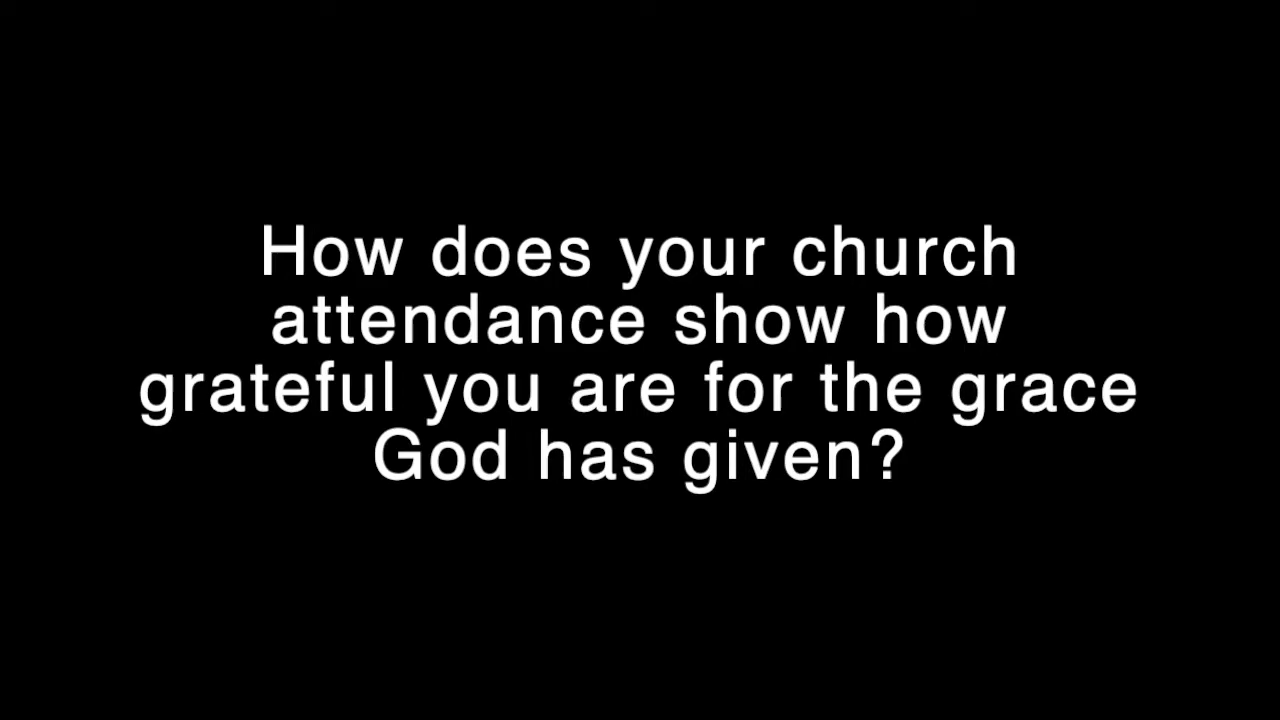 How does your church
attendance show how
grateful you are for the grace
God has given?